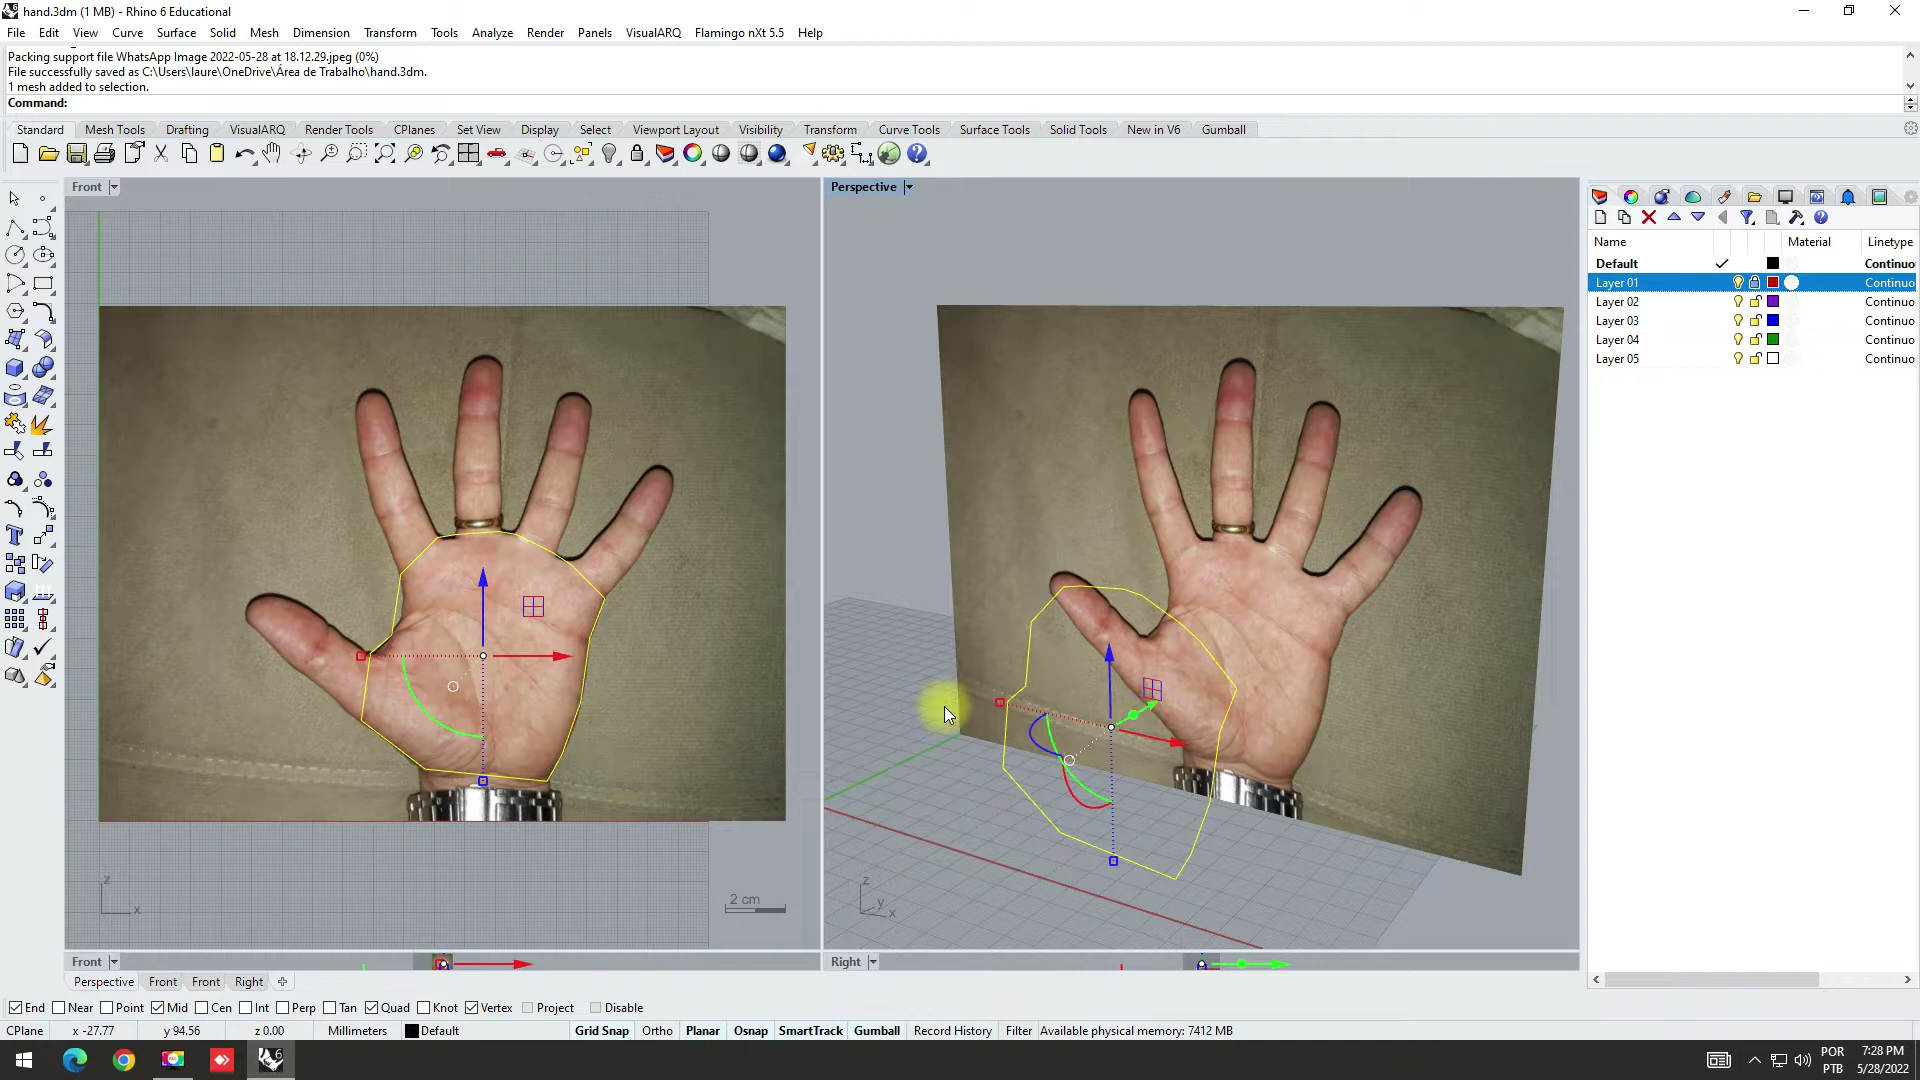 hand.3dm (1 MB) - Rhino 6 Educational
File Edit View Curve Surface Solid Mesh Dimension Transform Tools Analyze Render Panels VisualARQ Flamingo nXt 5.5 Help
Packing support file WhatsApp Image 2022-05-28 at 18.12.29.jpeg (0%)
File successfully saved as C:\Users\laure\OneDrive\Área de Trabalho\hand.3dm.
1 mesh added to selection.
Command:
Standard Mesh Tools Drafting VisualARQ Render Tools CPlanes Set View Display Select Viewport Layout Visibility Transform Curve Tools Surface Tools Solid Tools New in V6 Gumball
Front
Perspective
Name Material Linetype
Default Continuo
Layer 01 Continuo
Layer 02 Continuo
Layer 03 Continuo
Layer 04 Continuo
Layer 05 Continuo
z
x
2 cm
z
y
x
Front
Right
Perspective Front Front Right
End Near Point Mid Cen Int Perp Tan Quad Knot Vertex Project Disable
CPlane x -27.77 y 94.56 z 0.00 Millimeters Default Grid Snap Ortho Planar Osnap SmartTrack Gumball Record History Filter Available physical memory: 7412 MB
6
POR
PTB
7:28 PM
5/28/2022